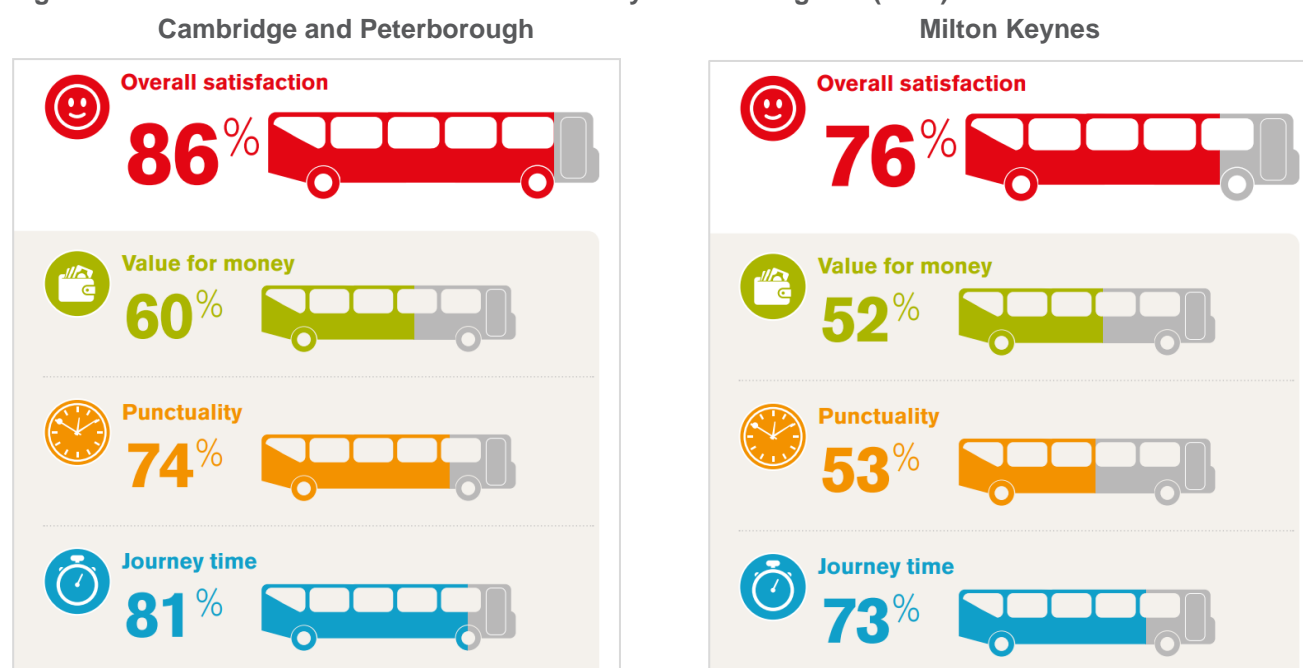 Cambridge and Peterborough
Overall satisfaction
86%
Value for money
60%
Punctuality
74%
Journey time
81%
Milton Keynes
Overall satisfaction
76%
Value for money
52%
Punctuality
53%
Journey time
73%